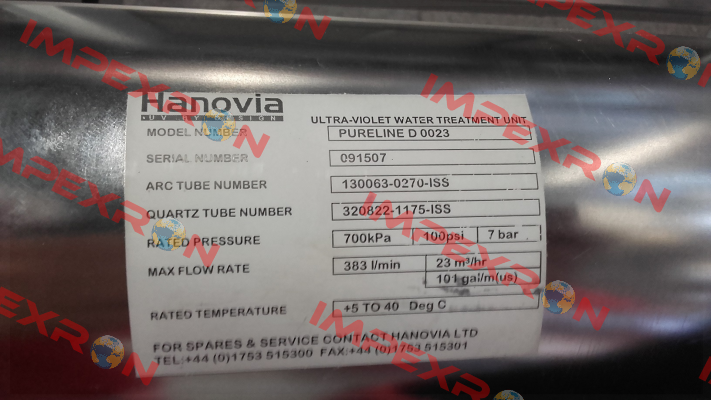 Hanovia
UV BY DESIGN
ULTRA-VIOLET WATER TREATMENT UNIT
MODEL NUMBER PURELINE D 0023
SERIAL NUMBER 091507
ARC TUBE NUMBER 130063-0270-ISS
QUARTZ TUBE NUMBER 320822-1175-ISS
RATED PRESSURE 700kPa 100psi 7 bar
MAX FLOW RATE 383 l/min 23 m³/hr
101 gal/m(us)
RATED TEMPERATURE +5 TO 40 Deg C
FOR SPARES & SERVICE CONTACT HANOVIA LTD
TEL:+44 (0)1753 515300 FAX:+44 (0)1753 515301
IMPEXRON
IMPEXRON
IMPEXRON
IMPEXRON
IMPEXRON
IMPEXRON